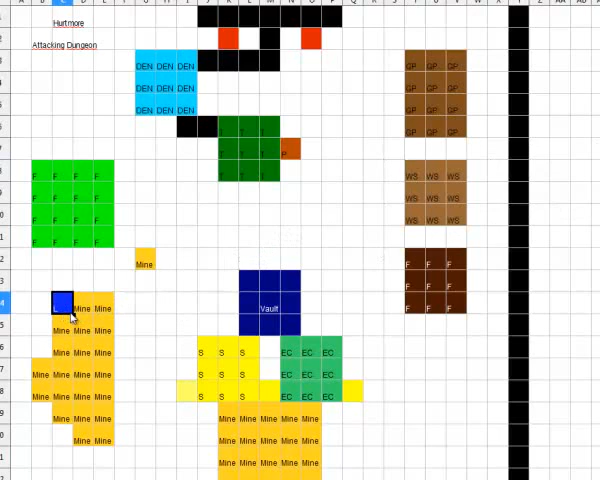 Hurtmore
Attacking Dungeon
DEN DEN DEN GP GP GP
DEN DEN DEN GP GP GP
DEN DEN DEN GP GP GP
T T T GP GP GP
T T T P
F F F F T T T WS WS WS
F F F F WS WS WS
F F F F WS WS WS
F F F F
Mine F F F
F F F
L Mine Mine Vault F F F
Mine Mine Mine
Mine Mine Mine S S S EC EC EC
Mine Mine Mine Mine S S S EC EC EC
Mine Mine Mine Mine S S S EC EC EC
Mine Mine Mine Mine Mine Mine Mine Mine
Mine Mine Mine Mine Mine Mine Mine
Mine Mine Mine Mine Mine